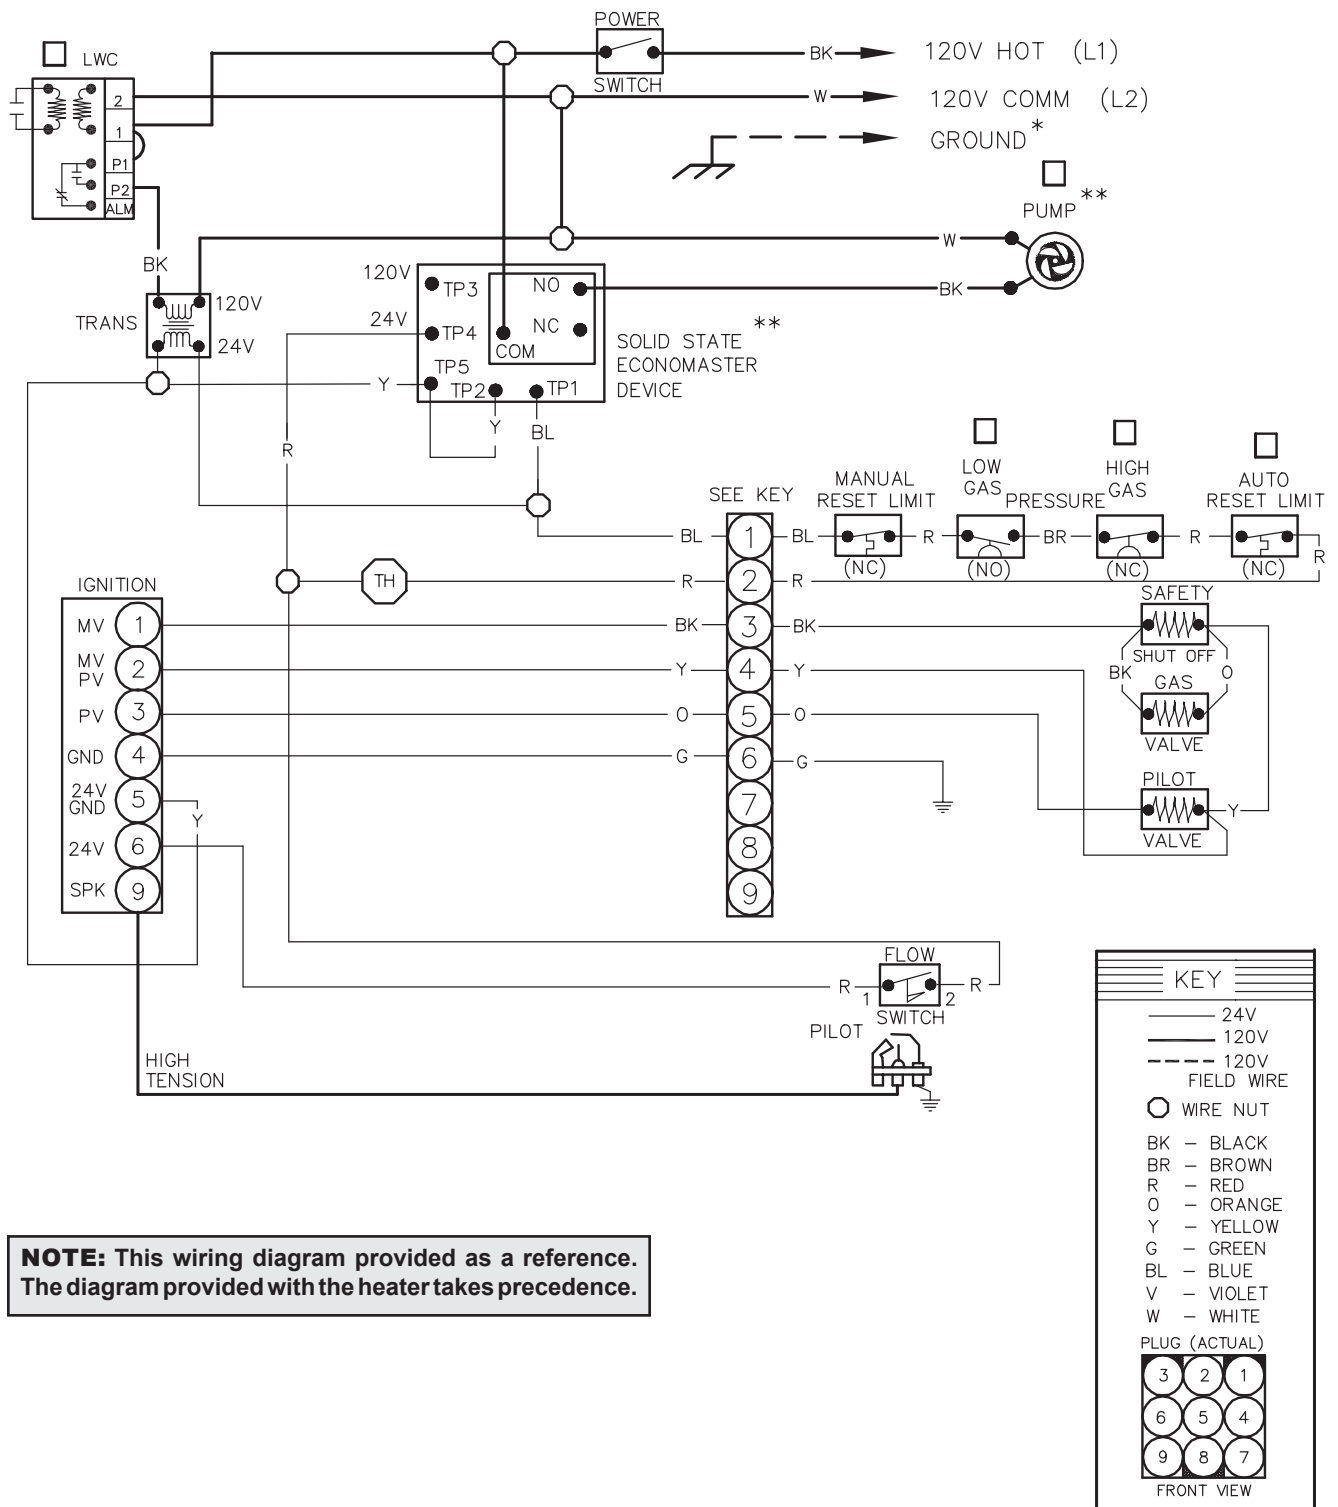 POWER
SWITCH
LWC
2
1
P1
P2
ALM
BK
120V HOT (L1)
W
120V COMM (L2)
GROUND*
PUMP **
W
BK
BK
TRANS
120V
24V
120V
TP3
24V
TP4
TP5
TP2
TP1
NO
NC
COM
SOLID STATE **
ECONOMASTER
DEVICE
Y
Y
BL
R
SEE KEY
MANUAL
RESET LIMIT
LOW
GAS
PRESSURE
HIGH
GAS
AUTO
RESET LIMIT
BL
1
BL
R
BR
R
R
(NC)
(NO)
(NC)
(NC)
TH
R
2
R
IGNITION
MV
1
BK
3
BK
SAFETY
SHUT OFF
MV
PV
2
Y
4
Y
BK
O
GAS
VALVE
PV
3
O
5
O
GND
4
G
6
G
24V
GND
5
Y
7
PILOT
VALVE
Y
24V
6
8
SPK
9
9
FLOW
SWITCH
R
1
2
R
PILOT
HIGH
TENSION
KEY
24V
120V
120V
FIELD WIRE
WIRE NUT
BK – BLACK
BR – BROWN
R – RED
O – ORANGE
Y – YELLOW
G – GREEN
BL – BLUE
V – VIOLET
W – WHITE
PLUG (ACTUAL)
3 2 1
6 5 4
9 8 7
FRONT VIEW
NOTE: This wiring diagram provided as a reference.
The diagram provided with the heater takes precedence.